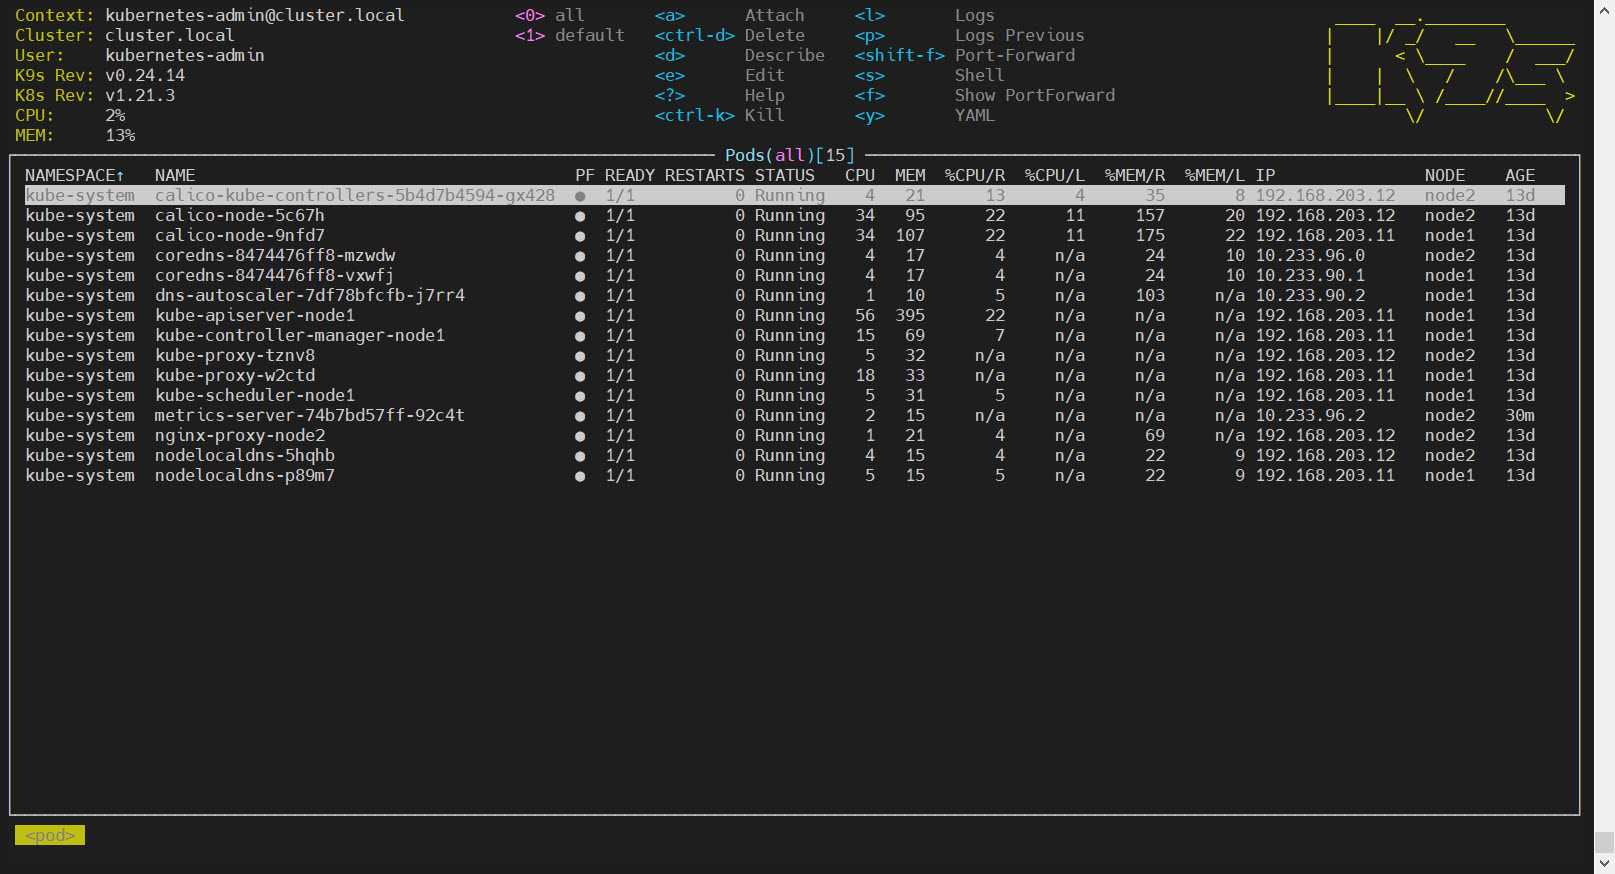 Context: kubernetes-admin@cluster.local <0> all <a> Attach <l> Logs
Cluster: cluster.local <1> default <ctrl-d> Delete <p> Logs Previous
User: kubernetes-admin <d> Describe <shift-f> Port-Forward
K9s Rev: v0.24.14 <e> Edit <s> Shell
K8s Rev: v1.21.3 <?> Help <f> Show PortForward
CPU: 2% <ctrl-k> Kill <y> YAML
MEM: 13%
Pods(all)[15]
NAMESPACE↑ NAME PF READY RESTARTS STATUS CPU MEM %CPU/R %CPU/L %MEM/R %MEM/L IP NODE AGE
kube-system calico-kube-controllers-5b4d7b4594-gx428 ● 1/1 0 Running 4 21 13 4 35 8 192.168.203.12 node2 13d
kube-system calico-node-5c67h ● 1/1 0 Running 34 95 22 11 157 20 192.168.203.12 node2 13d
kube-system calico-node-9nfd7 ● 1/1 0 Running 34 107 22 11 175 22 192.168.203.11 node1 13d
kube-system coredns-8474476ff8-mzwdw ● 1/1 0 Running 4 17 4 n/a 24 10 10.233.96.0 node2 13d
kube-system coredns-8474476ff8-vxwfj ● 1/1 0 Running 4 17 4 n/a 24 10 10.233.90.1 node1 13d
kube-system dns-autoscaler-7df78bfcfb-j7rr4 ● 1/1 0 Running 1 10 5 n/a 103 n/a 10.233.90.2 node1 13d
kube-system kube-apiserver-node1 ● 1/1 0 Running 56 395 22 n/a n/a n/a 192.168.203.11 node1 13d
kube-system kube-controller-manager-node1 ● 1/1 0 Running 15 69 7 n/a n/a n/a 192.168.203.11 node1 13d
kube-system kube-proxy-tznv8 ● 1/1 0 Running 5 32 n/a n/a n/a n/a 192.168.203.12 node2 13d
kube-system kube-proxy-w2ctd ● 1/1 0 Running 18 33 n/a n/a n/a n/a 192.168.203.11 node1 13d
kube-system kube-scheduler-node1 ● 1/1 0 Running 5 31 5 n/a n/a n/a 192.168.203.11 node1 13d
kube-system metrics-server-74b7bd57ff-92c4t ● 1/1 0 Running 2 15 n/a n/a n/a n/a 10.233.96.2 node2 30m
kube-system nginx-proxy-node2 ● 1/1 0 Running 1 21 4 n/a 69 n/a 192.168.203.12 node2 13d
kube-system nodelocaldns-5hqhb ● 1/1 0 Running 4 15 4 n/a 22 9 192.168.203.12 node2 13d
kube-system nodelocaldns-p89m7 ● 1/1 0 Running 5 15 5 n/a 22 9 192.168.203.11 node1 13d
<pod>